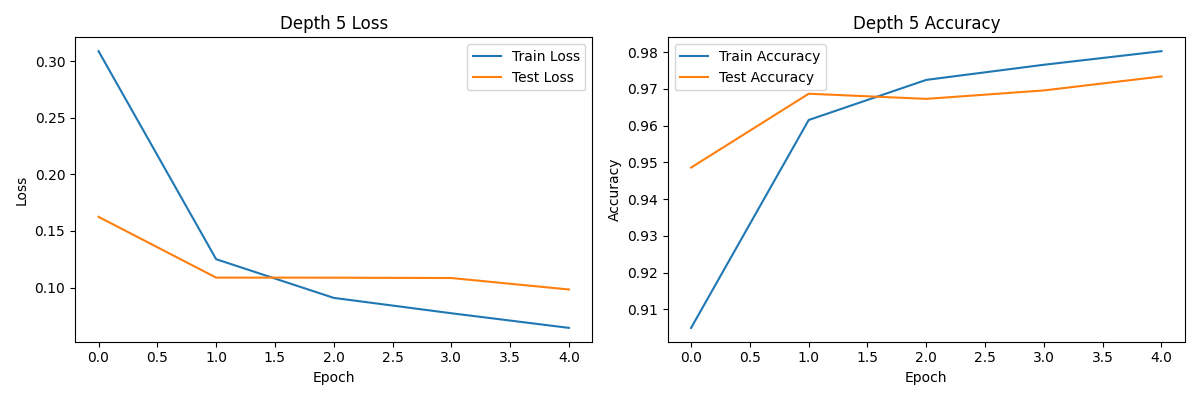 Depth 5 Loss
Train Loss
Test Loss
0.30
0.25
0.20
0.15
0.10
Loss
0.0 0.5 1.0 1.5 2.0 2.5 3.0 3.5 4.0
Epoch
Depth 5 Accuracy
Train Accuracy
Test Accuracy
0.98
0.97
0.96
0.95
0.94
0.93
0.92
0.91
Accuracy
0.0 0.5 1.0 1.5 2.0 2.5 3.0 3.5 4.0
Epoch